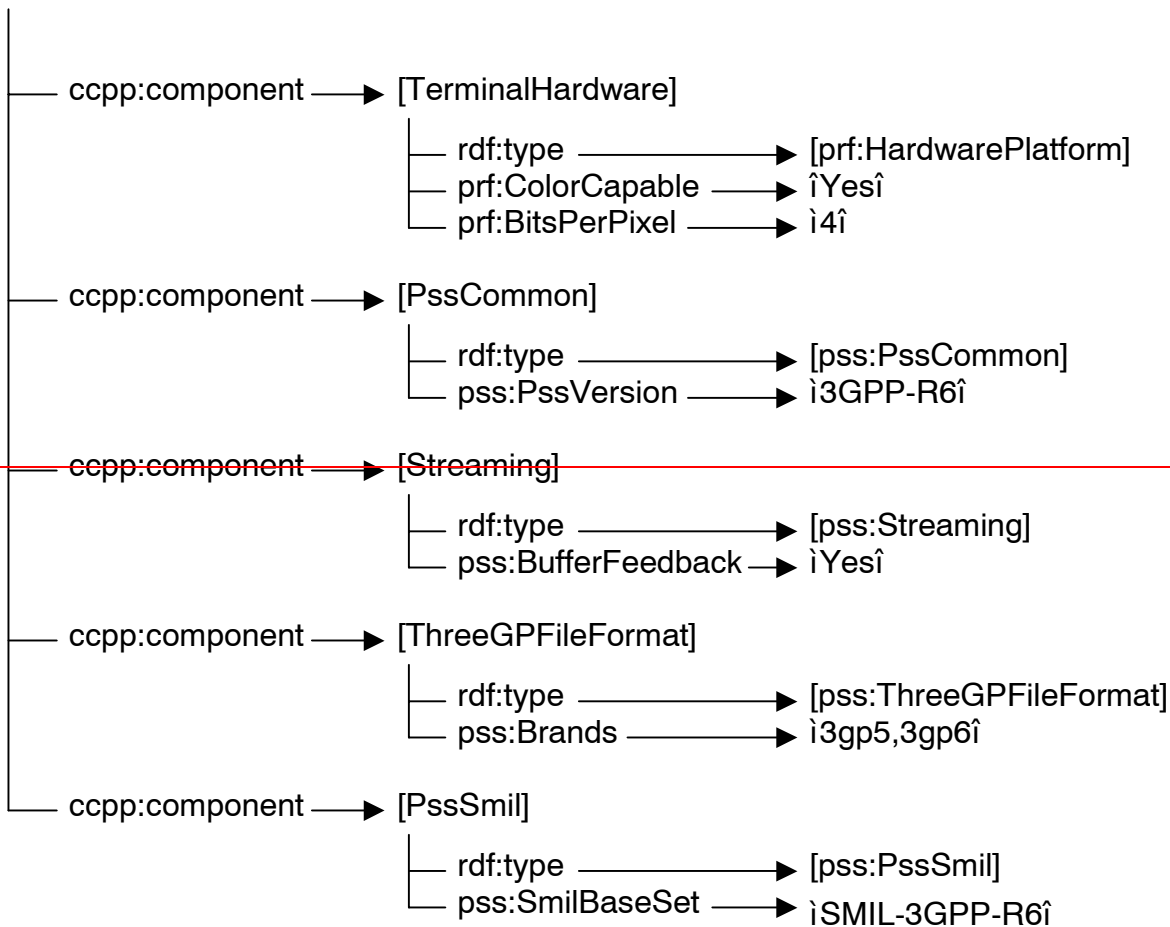 ccpp:component [TerminalHardware]
rdf:type [prf:HardwarePlatform]
prf:ColorCapable îYesî
prf:BitsPerPixel ì4î
ccpp:component [PssCommon]
rdf:type [pss:PssCommon]
pss:PssVersion ì3GPP-R6î
ccpp:component [Streaming]
rdf:type [pss:Streaming]
pss:BufferFeedback ìYesî
ccpp:component [ThreeGPFileFormat]
rdf:type [pss:ThreeGPFileFormat]
pss:Brands ì3gp5,3gp6î
ccpp:component [PssSmil]
rdf:type [pss:PssSmil]
pss:SmilBaseSet ìSMIL-3GPP-R6î